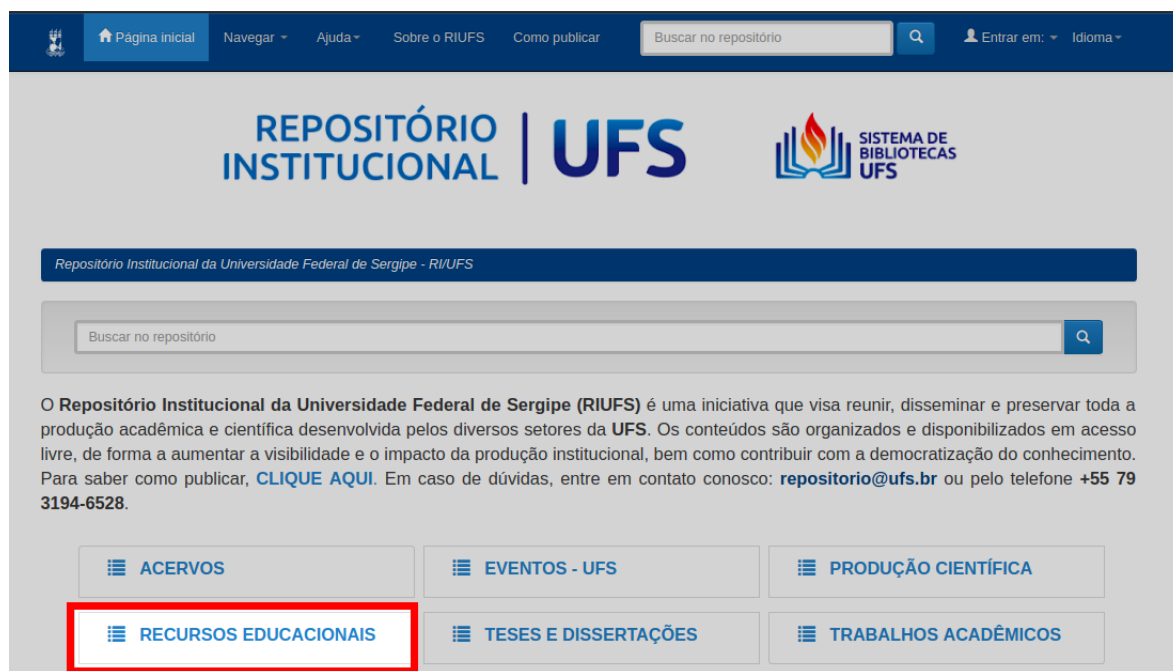 Página inicial Navegar Ajuda Sobre o RIUFS Como publicar Buscar no repositório Entrar em: Idioma
REPOSITÓRIO
INSTITUCIONAL
UFS
SISTEMA DE
BIBLIOTECAS
UFS
Repositório Institucional da Universidade Federal de Sergipe - RI/UFS
Buscar no repositório
O Repositório Institucional da Universidade Federal de Sergipe (RIUFS) é uma iniciativa que visa reunir, disseminar e preservar toda a
produção acadêmica e científica desenvolvida pelos diversos setores da UFS. Os conteúdos são organizados e disponibilizados em acesso
livre, de forma a aumentar a visibilidade e o impacto da produção institucional, bem como contribuir com a democratização do conhecimento.
Para saber como publicar, CLIQUE AQUI. Em caso de dúvidas, entre em contato conosco: repositorio@ufs.br ou pelo telefone +55 79
3194-6528.
ACERVOS EVENTOS - UFS PRODUÇÃO CIENTÍFICA
RECURSOS EDUCACIONAIS TESES E DISSERTAÇÕES TRABALHOS ACADÊMICOS